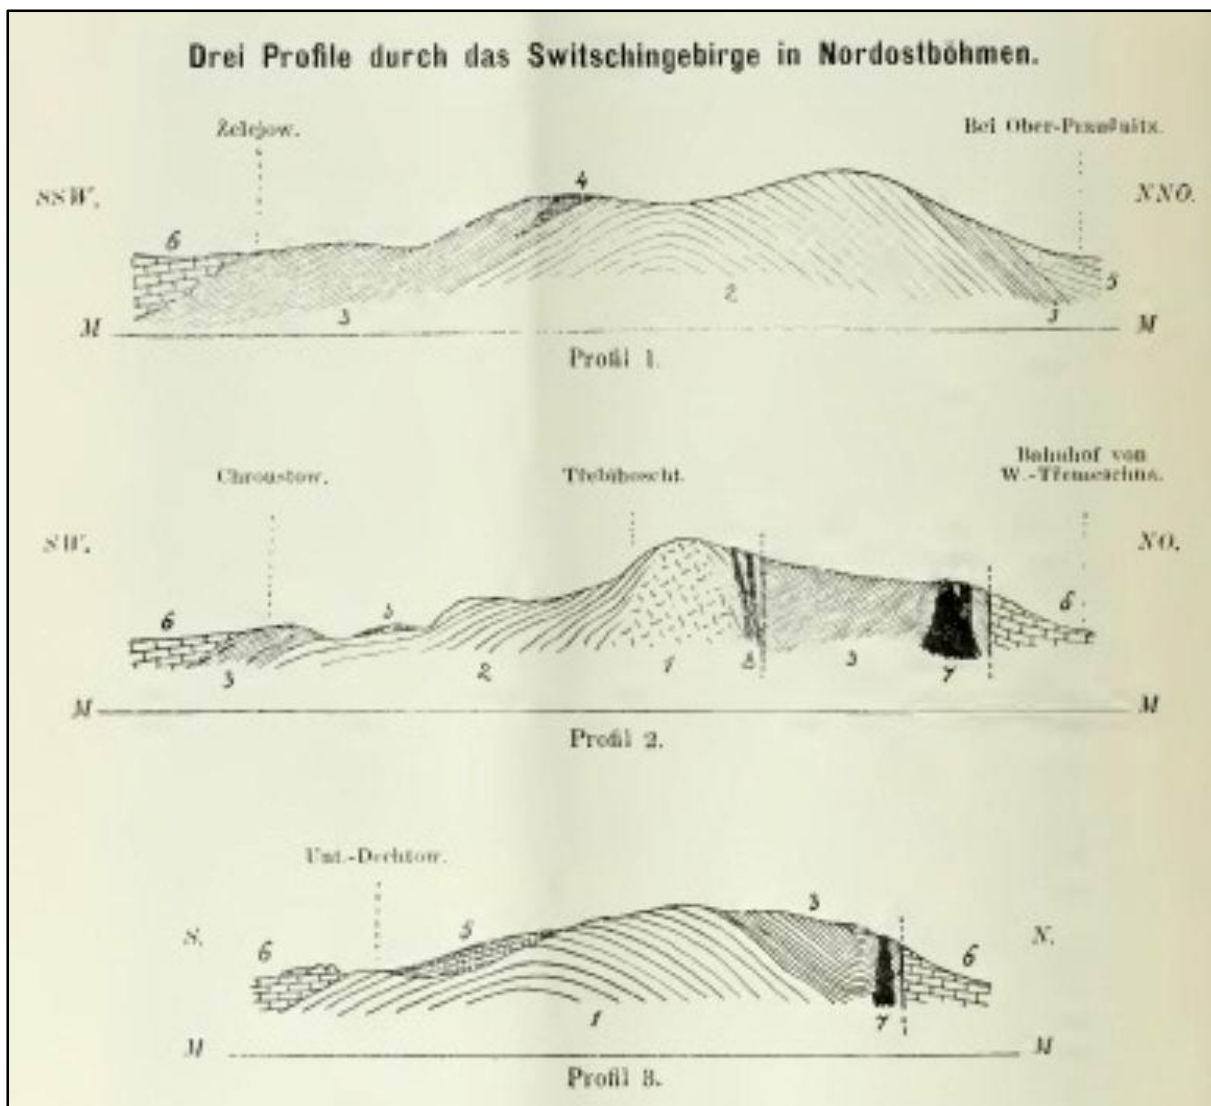 Drei Profile durch das Switschingebirge in Nordostböhmen.
Želejow.
Bei Ober-Praußnitz.
SSW.
4
NNO.
6
5
3
2
3
M
M
Profil 1.
Chroustow.
Třebihoscht.
Bahnhof von
W.-Třemeschna.
SW.
NO.
6
6
3
2
1
8
3
7
M
M
Profil 2.
Unt.-Dechtow.
3
S.
5
N.
6
6
1
7
M
M
Profil 3.